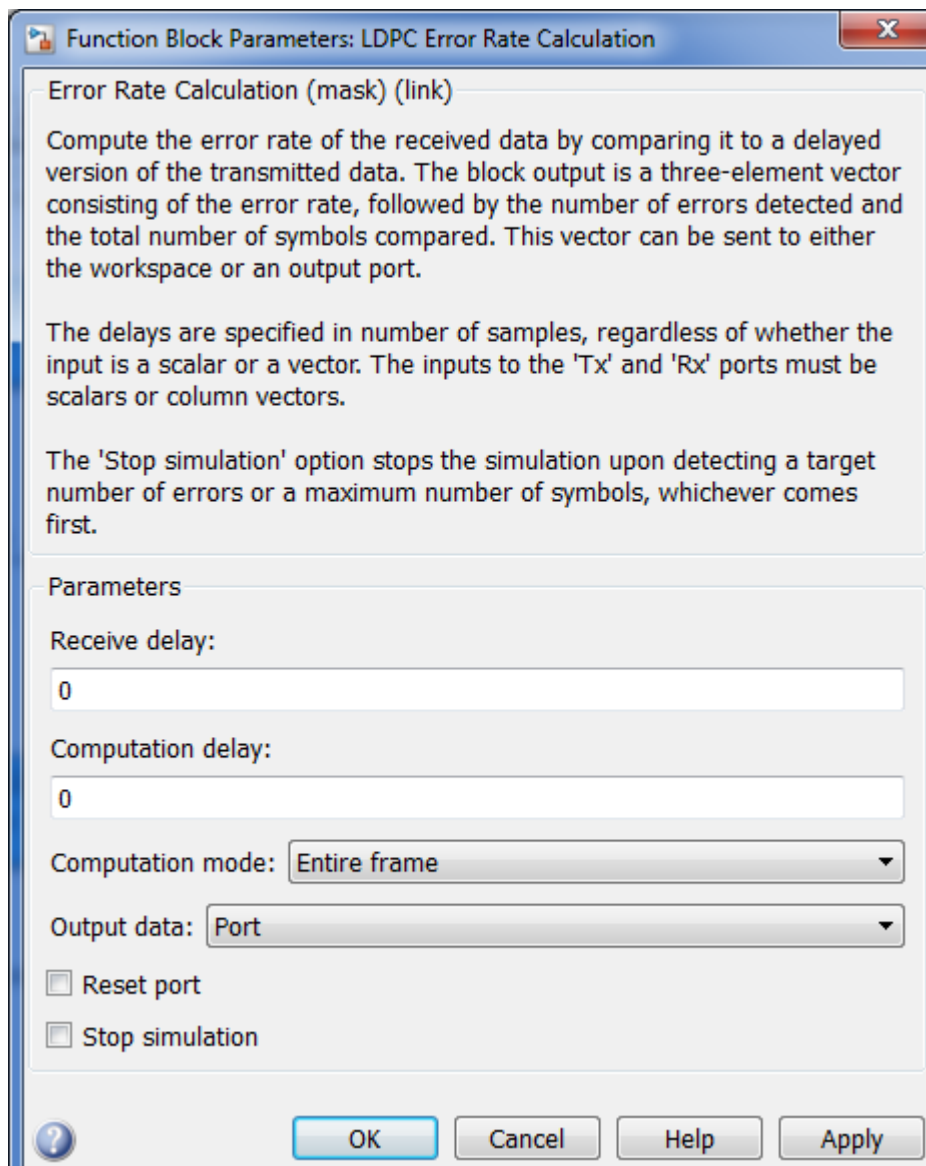 Function Block Parameters: LDPC Error Rate Calculation
Error Rate Calculation (mask) (link)
Compute the error rate of the received data by comparing it to a delayed
version of the transmitted data. The block output is a three-element vector
consisting of the error rate, followed by the number of errors detected and
the total number of symbols compared. This vector can be sent to either
the workspace or an output port.
The delays are specified in number of samples, regardless of whether the
input is a scalar or a vector. The inputs to the 'Tx' and 'Rx' ports must be
scalars or column vectors.
The 'Stop simulation' option stops the simulation upon detecting a target
number of errors or a maximum number of symbols, whichever comes
first.
Parameters
Receive delay:
0
Computation delay:
0
Computation mode: Entire frame
Output data: Port
Reset port
Stop simulation
? OK Cancel Help Apply